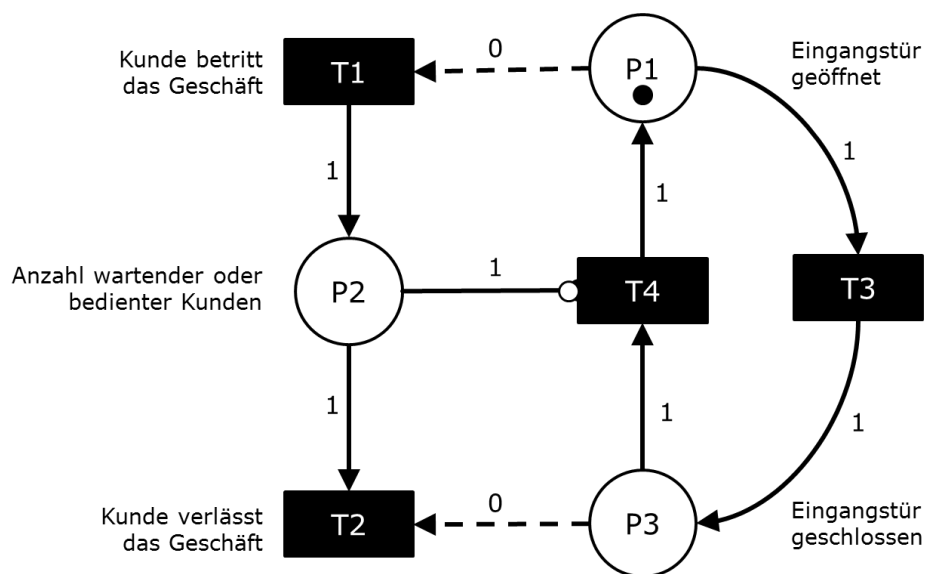 Kunde betritt
das Geschäft
T1
0
P1
Eingangstür
geöffnet
1
1
1
Anzahl wartender oder
bedienter Kunden
P2
1
T4
T3
1
1
1
Kunde verlässt
das Geschäft
T2
0
P3
Eingangstür
geschlossen